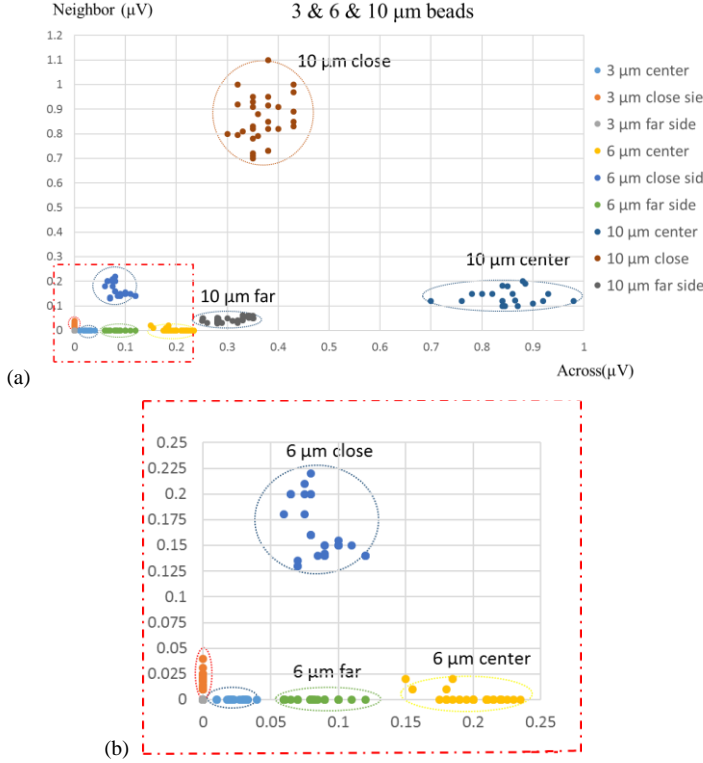 Neighbor (µV)
3 & 6 & 10 µm beads
1.2
1.1
1
0.9
0.8
0.7
0.6
0.5
0.4
0.3
0.2
0.1
0
0 0.1 0.2 0.3 0.4 0.5 0.6 0.7 0.8 0.9 1
Across(µV)
10 µm close
10 µm center
10 µm far
3 µm center
3 µm close sie
3 µm far side
6 µm center
6 µm close sid
6 µm far side
10 µm center
10 µm close
10 µm far side
(a)
0.25
0.225
0.2
0.175
0.15
0.125
0.1
0.075
0.05
0.025
0
0 0.05 0.1 0.15 0.2 0.25
6 µm close
6 µm far
6 µm center
(b)